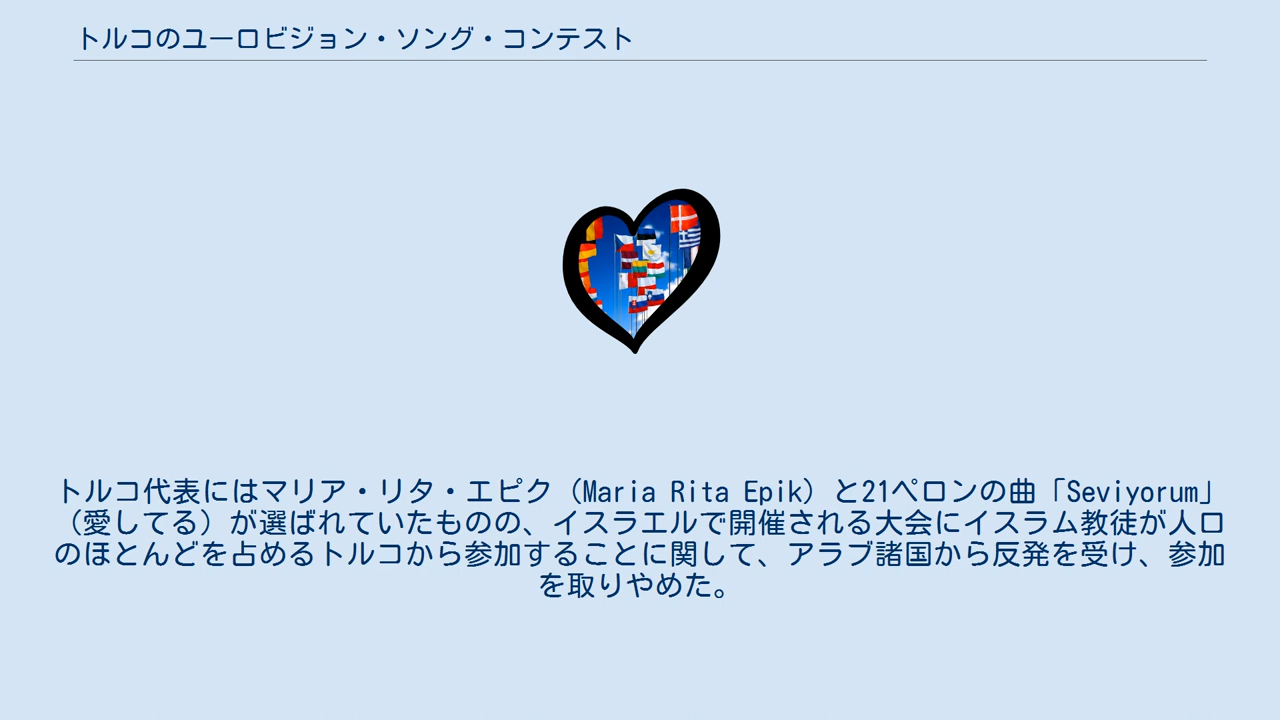 トルコのユーロビジョン・ソング・コンテスト
トルコ代表にはマリア・リタ・エピク（Maria Rita Epik）と21ペロンの曲「Seviyorum」
（愛してる）が選ばれていたものの、イスラエルで開催される大会にイスラム教徒が人口
のほとんどを占めるトルコから参加することに関して、アラブ諸国から反発を受け、参加
を取りやめた。